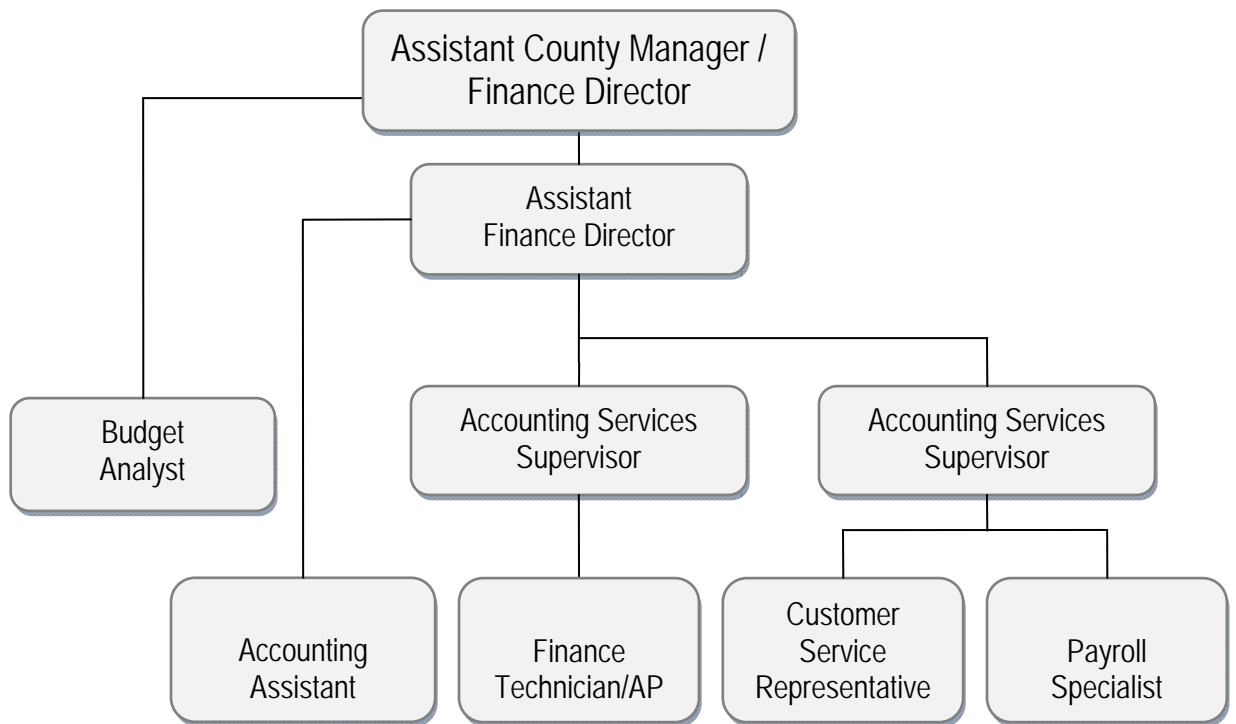 Assistant County Manager /
Finance Director
Assistant
Finance Director
Budget
Analyst
Accounting Services
Supervisor
Accounting Services
Supervisor
Accounting
Assistant
Finance
Technician/AP
Customer
Service
Representative
Payroll
Specialist